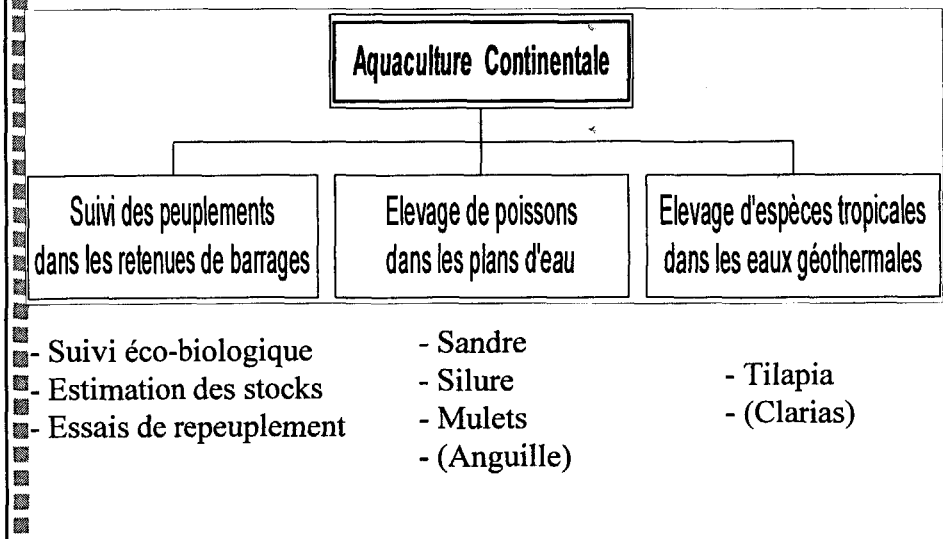 Aquaculture Continentale
Suivi des peuplements
dans les retenues de barrages
Elevage de poissons
dans les plans d'eau
Elevage d'espèces tropicales
dans les eaux géothermales
- Suivi éco-biologique
- Estimation des stocks
- Essais de repeuplement
- Sandre
- Silure
- Mulets
- (Anguille)
- Tilapia
- (Clarias)